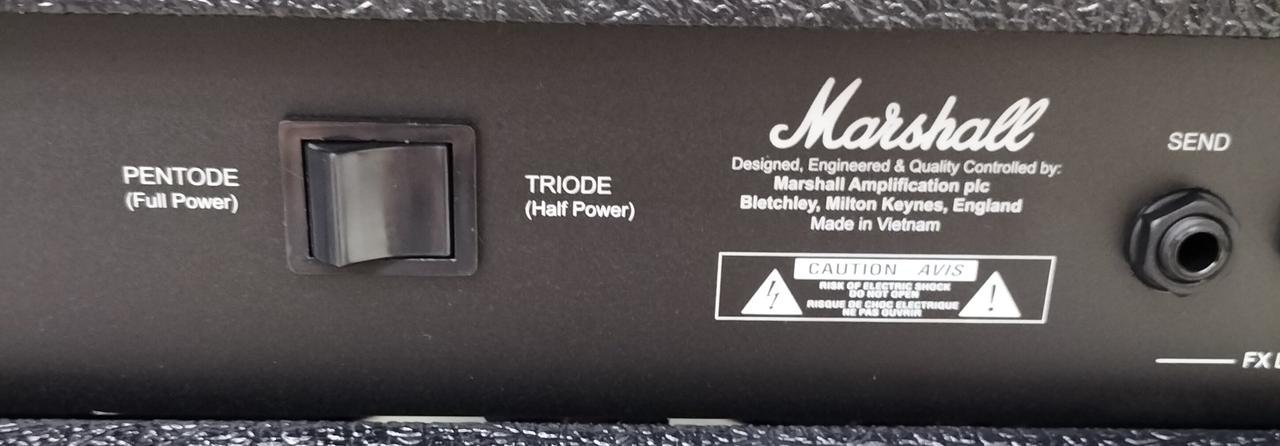 PENTODE
(Full Power)
TRIODE
(Half Power)
Marshall
Designed, Engineered & Quality Controlled by:
Marshall Amplification plc
Bletchley, Milton Keynes, England
Made in Vietnam
CAUTION AVIS
RISK OF ELECTRIC SHOCK
DO NOT OPEN
RISQUE DE CHOC ELECTRIQUE
NE PAS OUVRIR
!
SEND
FX